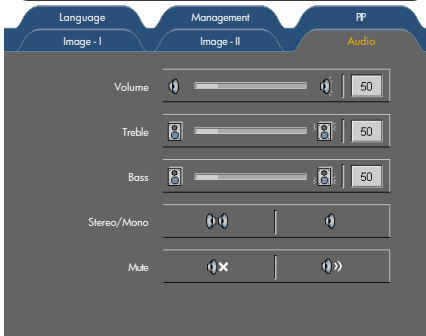 Language Management PIP
Image - I Image - II Audio
Volume 50
Treble 50
Bass 50
Stereo/Mono
Mute